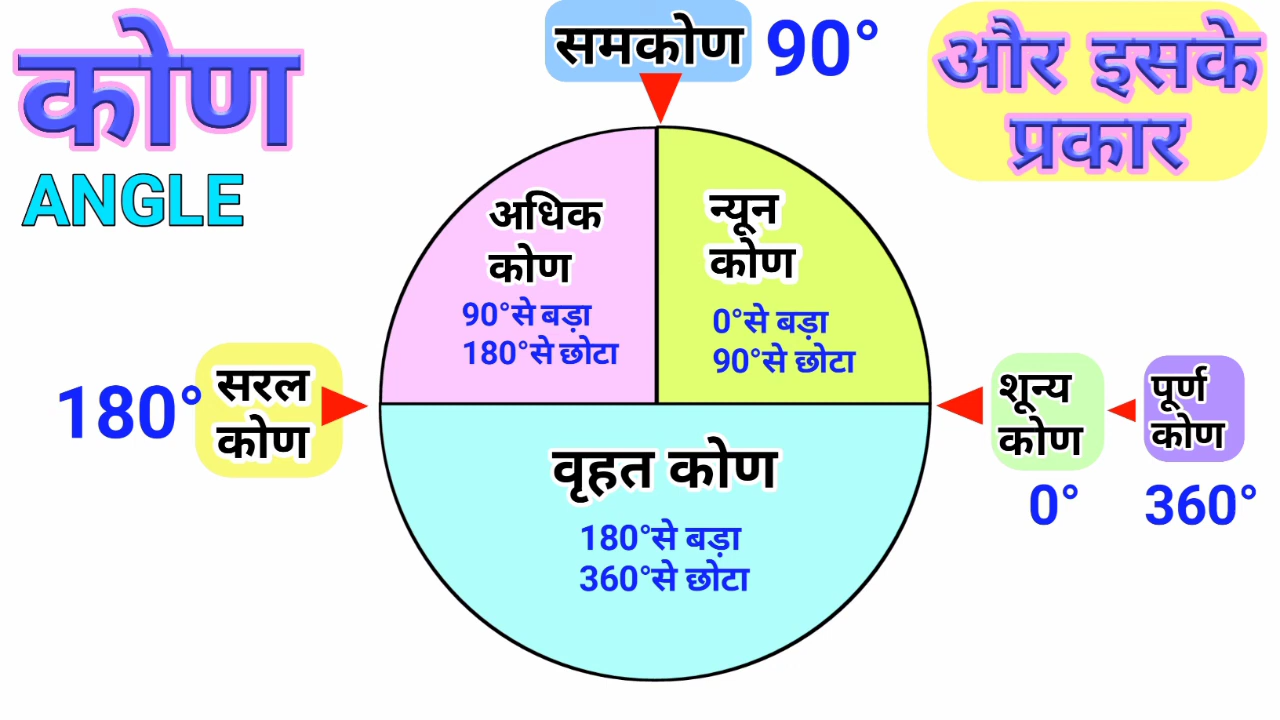 कोण
ANGLE
समकोण 90°
और इसके
प्रकार
अधिक
कोण
90°से बड़ा
180°से छोटा
न्यून
कोण
0°से बड़ा
90°से छोटा
180°
सरल
कोण
शून्य
कोण
0°
पूर्ण
कोण
360°
वृहत कोण
180°से बड़ा
360°से छोटा